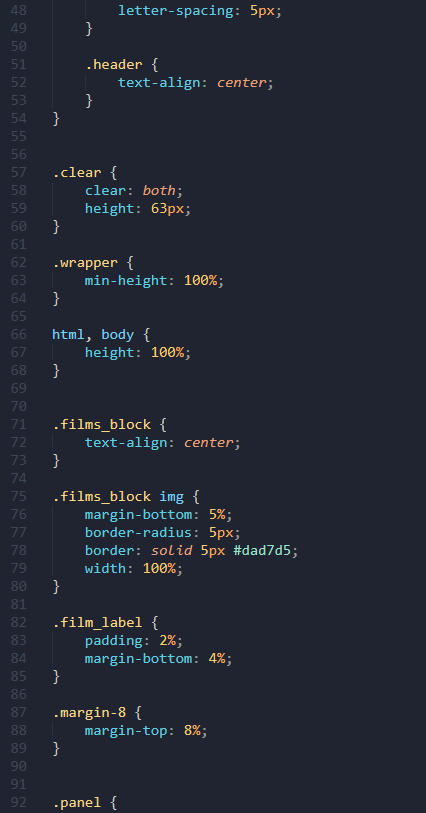 48 letter-spacing: 5px;
49 }
50
51 .header {
52 text-align: center;
53 }
54 }
55
56
57 .clear {
58 clear: both;
59 height: 63px;
60 }
61
62 .wrapper {
63 min-height: 100%;
64 }
65
66 html, body {
67 height: 100%;
68 }
69
70
71 .films_block {
72 text-align: center;
73 }
74
75 .films_block img {
76 margin-bottom: 5%;
77 border-radius: 5px;
78 border: solid 5px #dad7d5;
79 width: 100%;
80 }
81
82 .film_label {
83 padding: 2%;
84 margin-bottom: 4%;
85 }
86
87 .margin-8 {
88 margin-top: 8%;
89 }
90
91
92 .panel {